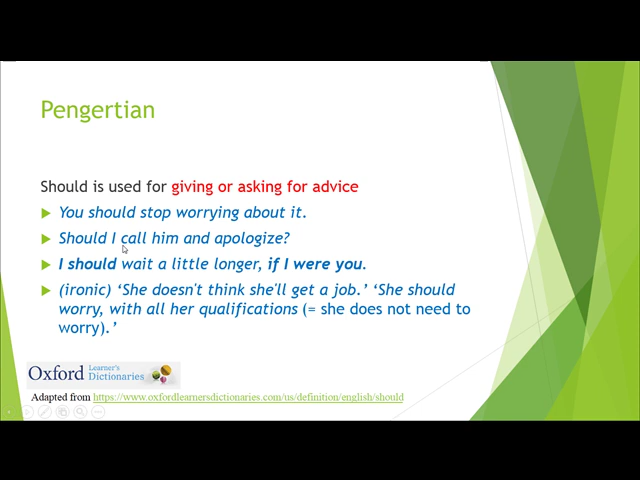 Pengertian
Should is used for giving or asking for advice
You should stop worrying about it.
Should I call him and apologize?
I should wait a little longer, if I were you.
(ironic) ‘She doesn't think she'll get a job.’ ‘She should
worry, with all her qualifications (= she does not need to
worry).’
Oxford Learner's Dictionaries
Adapted from https://www.oxfordlearnersdictionaries.com/us/definition/english/should